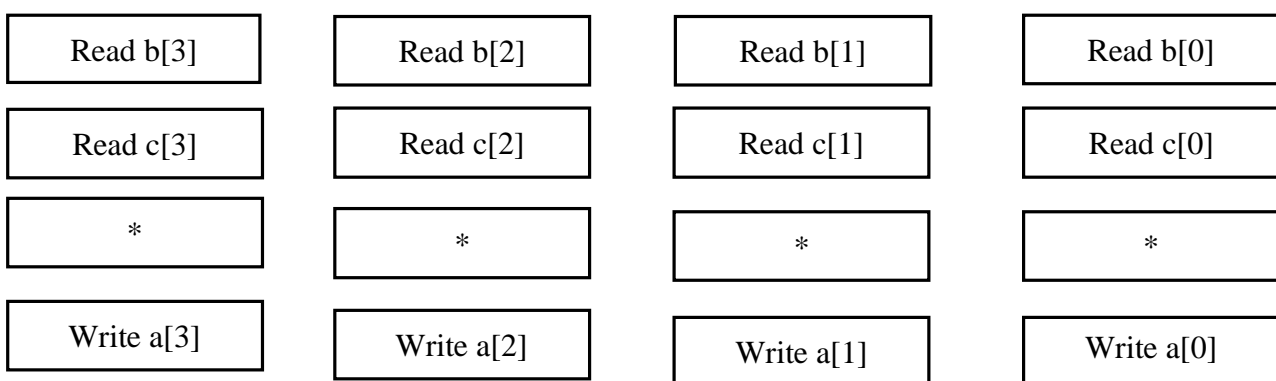 Read b[3] Read b[2] Read b[1] Read b[0]
Read c[3] Read c[2] Read c[1] Read c[0]
* * * *
Write a[3] Write a[2] Write a[1] Write a[0]